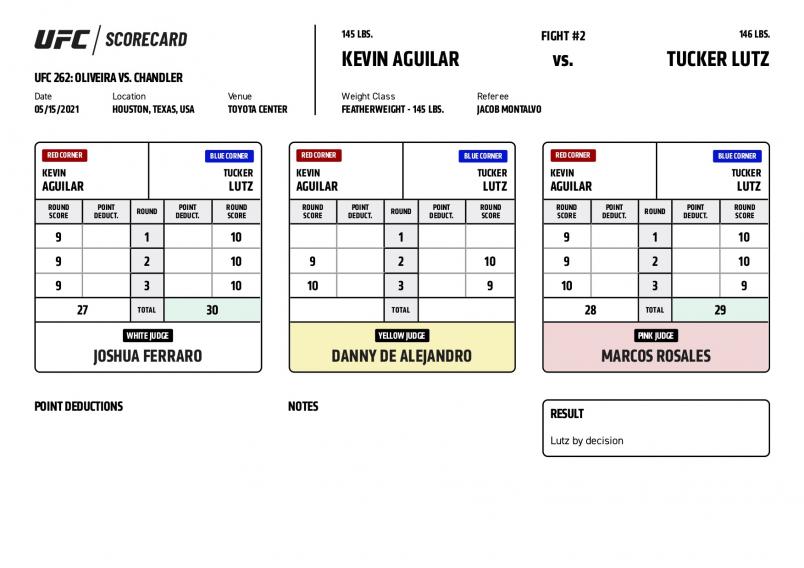 UFC / SCORECARD
UFC 262: OLIVEIRA VS. CHANDLER
Date Location Venue
05/15/2021 HOUSTON, TEXAS, USA TOYOTA CENTER
145 LBS. FIGHT #2 146 LBS.
KEVIN AGUILAR VS. TUCKER LUTZ
Weight Class Referee
FEATHERWEIGHT - 145 LBS. JACOB MONTALVO
RED CORNER BLUE CORNER
KEVIN AGUILAR TUCKER LUTZ
ROUND SCORE POINT DEDUCT. ROUND POINT DEDUCT. ROUND SCORE
9 1 10
9 2 10
9 3 10
27 TOTAL 30
WHITE JUDGE
JOSHUA FERRARO
RED CORNER BLUE CORNER
KEVIN AGUILAR TUCKER LUTZ
ROUND SCORE POINT DEDUCT. ROUND POINT DEDUCT. ROUND SCORE
1
9 2 10
10 3 9
TOTAL
YELLOW JUDGE
DANNY DE ALEJANDRO
RED CORNER BLUE CORNER
KEVIN AGUILAR TUCKER LUTZ
ROUND SCORE POINT DEDUCT. ROUND POINT DEDUCT. ROUND SCORE
9 1 10
9 2 10
10 3 9
28 TOTAL 29
PINK JUDGE
MARCOS ROSALES
POINT DEDUCTIONS
NOTES
RESULT
Lutz by decision